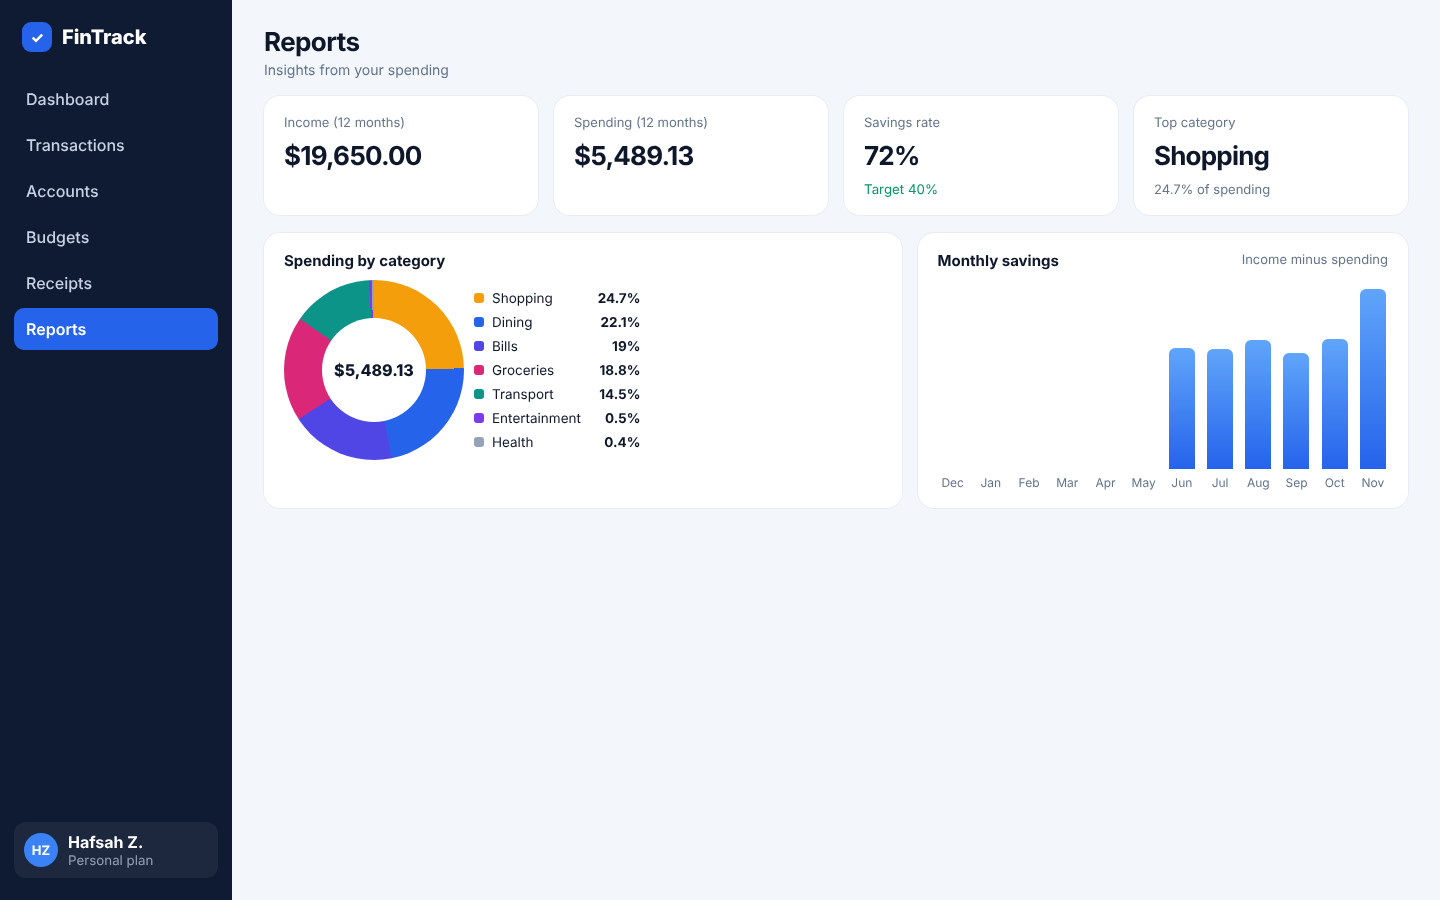 FinTrack
Dashboard
Transactions
Accounts
Budgets
Receipts
Reports
HZ
Hafsah Z.
Personal plan
Reports
Insights from your spending
Income (12 months)
$19,650.00
Spending (12 months)
$5,489.13
Savings rate
72%
Target 40%
Top category
Shopping
24.7% of spending
Spending by category
$5,489.13
Shopping 24.7%
Dining 22.1%
Bills 19%
Groceries 18.8%
Transport 14.5%
Entertainment 0.5%
Health 0.4%
Monthly savings
Income minus spending
Dec Jan Feb Mar Apr May Jun Jul Aug Sep Oct Nov